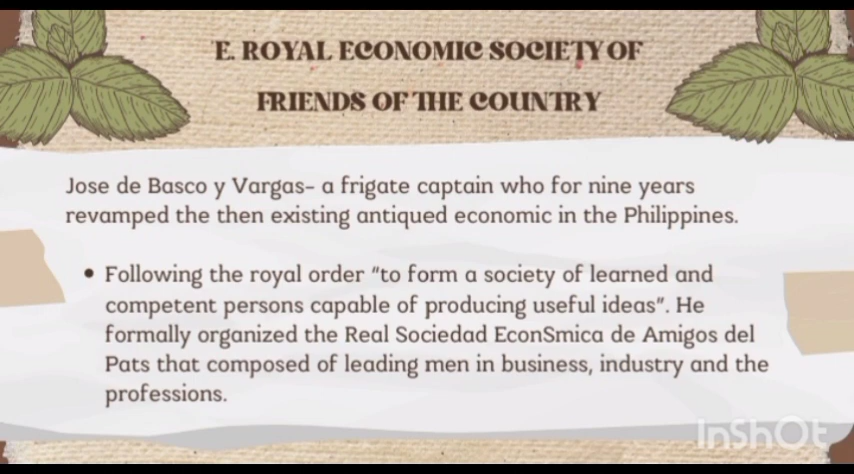 E. ROYAL ECONOMIC SOCIETY OF
FRIENDS OF THE COUNTRY
Jose de Basco y Vargas- a frigate captain who for nine years
revamped the then existing antiqued economic in the Philippines.
• Following the royal order "to form a society of learned and
competent persons capable of producing useful ideas". He
formally organized the Real Sociedad EconSmica de Amigos del
Pats that composed of leading men in business, industry and the
professions.
InShOt